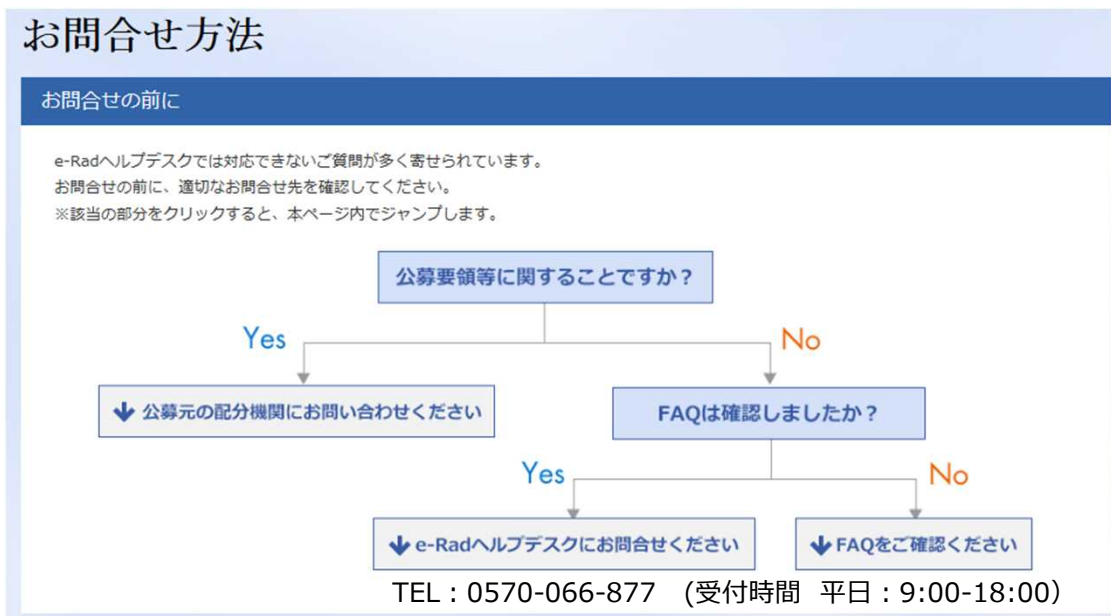 お問合せ方法
お問合せの前に
e-Radヘルプデスクでは対応できないご質問が多く寄せられています。
お問合せの前に、適切なお問合せ先を確認してください。
※該当の部分をクリックすると、本ページ内でジャンプします。
公募要領等に関することですか？
Yes
No
公募元の配分機関にお問い合わせください
FAQは確認しましたか？
Yes
No
e-Radヘルプデスクにお問合せください
FAQをご確認ください
TEL：0570-066-877 (受付時間 平日：9:00-18:00）